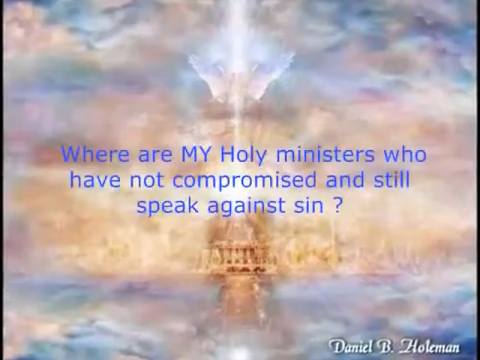 Where are MY Holy ministers who
have not compromised and still
speak against sin ?
Daniel B. Holeman